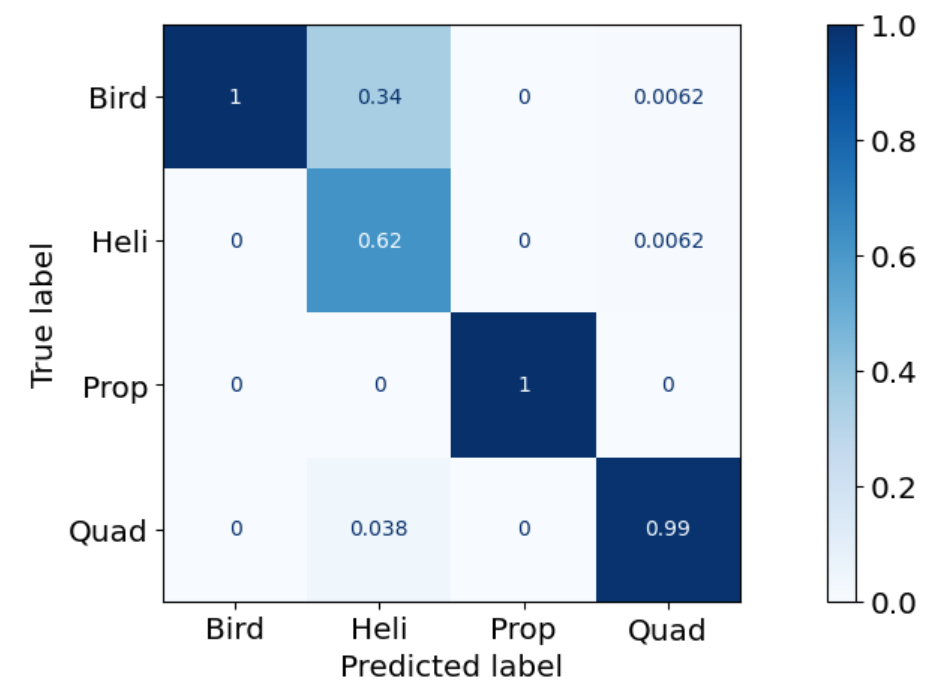 Bird 1 0.34 0 0.0062
Heli 0 0.62 0 0.0062
Prop 0 0 1 0
Quad 0 0.038 0 0.99
Bird Heli Prop Quad
Predicted label
True label
1.0
0.8
0.6
0.4
0.2
0.0